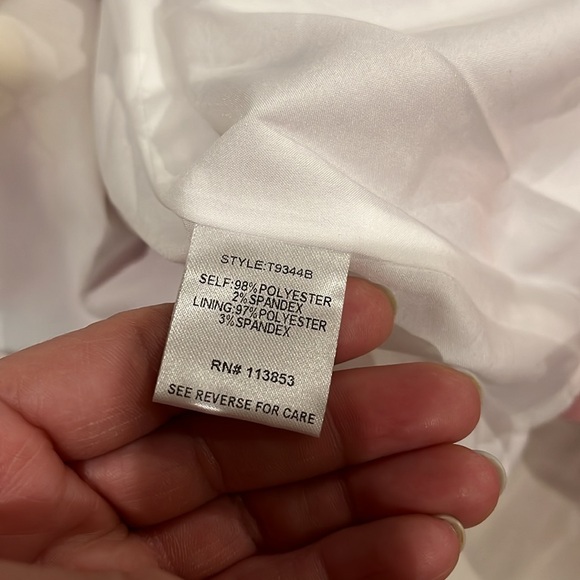 STYLE:T9344B
SELF:98%POLYESTER
2%SPANDEX
LINING:97%POLYESTER
3%SPANDEX
RN# 113853
SEE REVERSE FOR CARE